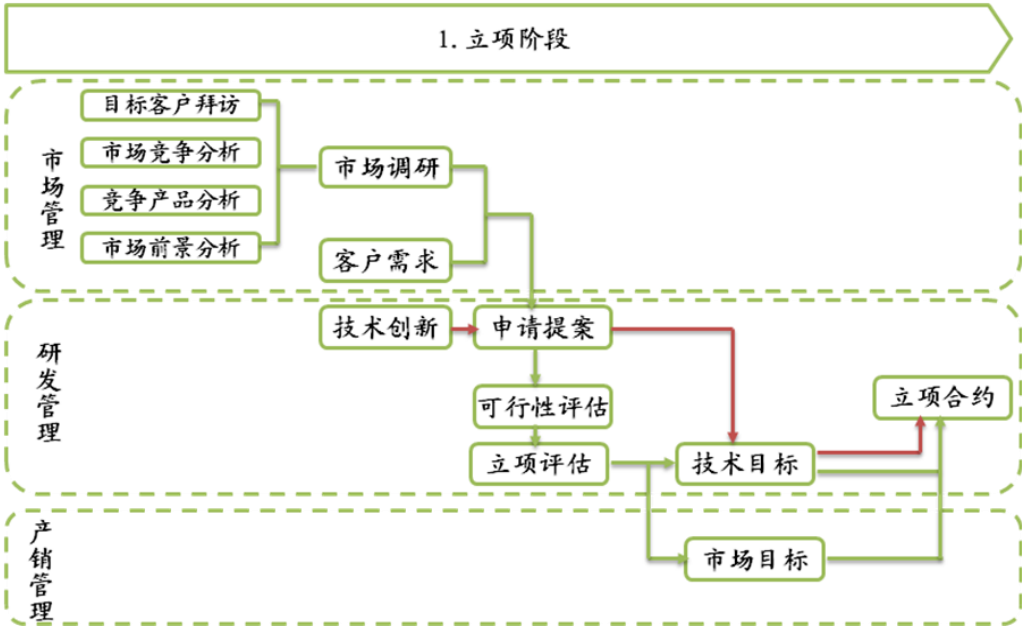 1. 立项阶段
市场管理
目标客户拜访
市场竞争分析
竞争产品分析
市场前景分析
市场调研
客户需求
研发管理
技术创新
申请提案
可行性评估
立项评估
技术目标
立项合约
产销管理
市场目标